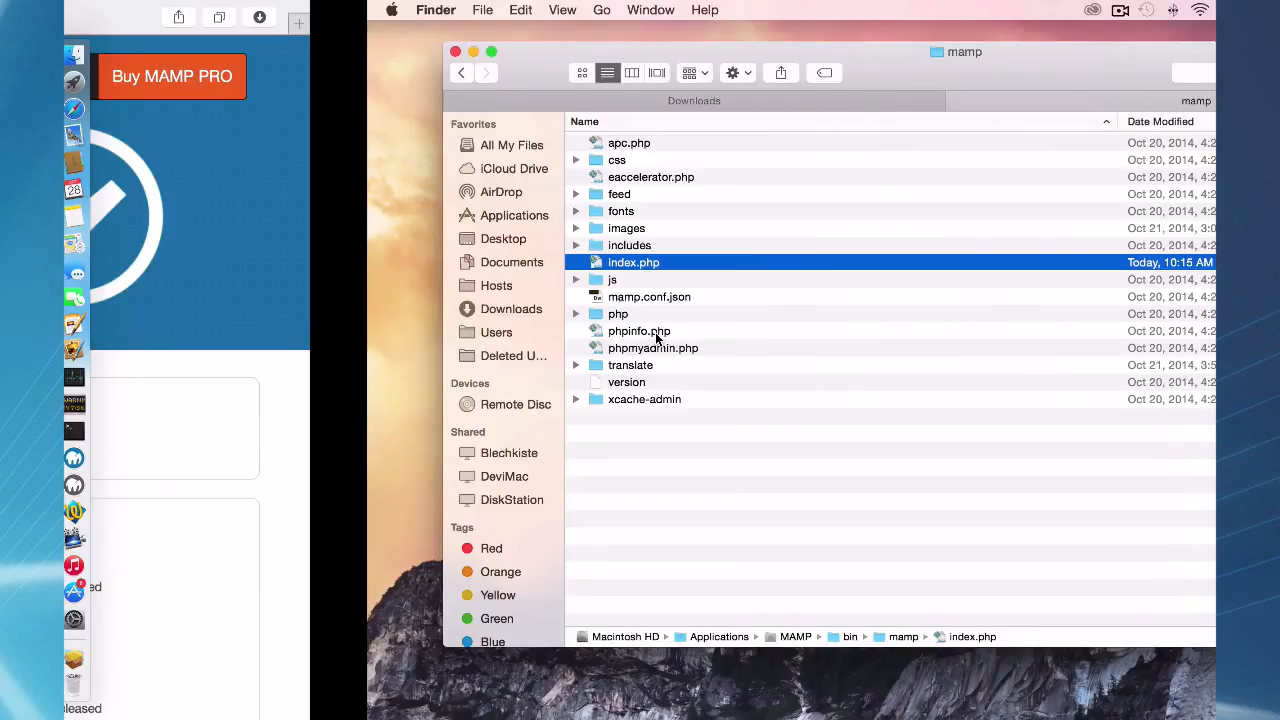 Buy MAMP PRO
28
ed
eleased
Finder File Edit View Go Window Help
mamp
Downloads
mamp
Favorites
All My Files
iCloud Drive
AirDrop
Applications
Desktop
Documents
Hosts
Downloads
Users
Deleted U...
Devices
Remote Disc
Shared
Blechkiste
DeviMac
DiskStation
Tags
Red
Orange
Yellow
Green
Blue
Name Date Modified
apc.php Oct 20, 2014, 4:2
css Oct 20, 2014, 4:2
eaccelerator.php Oct 20, 2014, 4:2
feed Oct 20, 2014, 4:2
fonts Oct 20, 2014, 4:2
images Oct 21, 2014, 3:0
includes Oct 20, 2014, 4:2
index.php Today, 10:15 AM
js Oct 20, 2014, 4:2
mamp.conf.json Oct 20, 2014, 4:2
php Oct 20, 2014, 4:2
phpinfo.php Oct 20, 2014, 4:2
phpmyadmin.php Oct 20, 2014, 4:2
translate Oct 21, 2014, 3:5
version Oct 20, 2014, 4:2
xcache-admin Oct 20, 2014, 4:2
Macintosh HD Applications MAMP bin mamp index.php